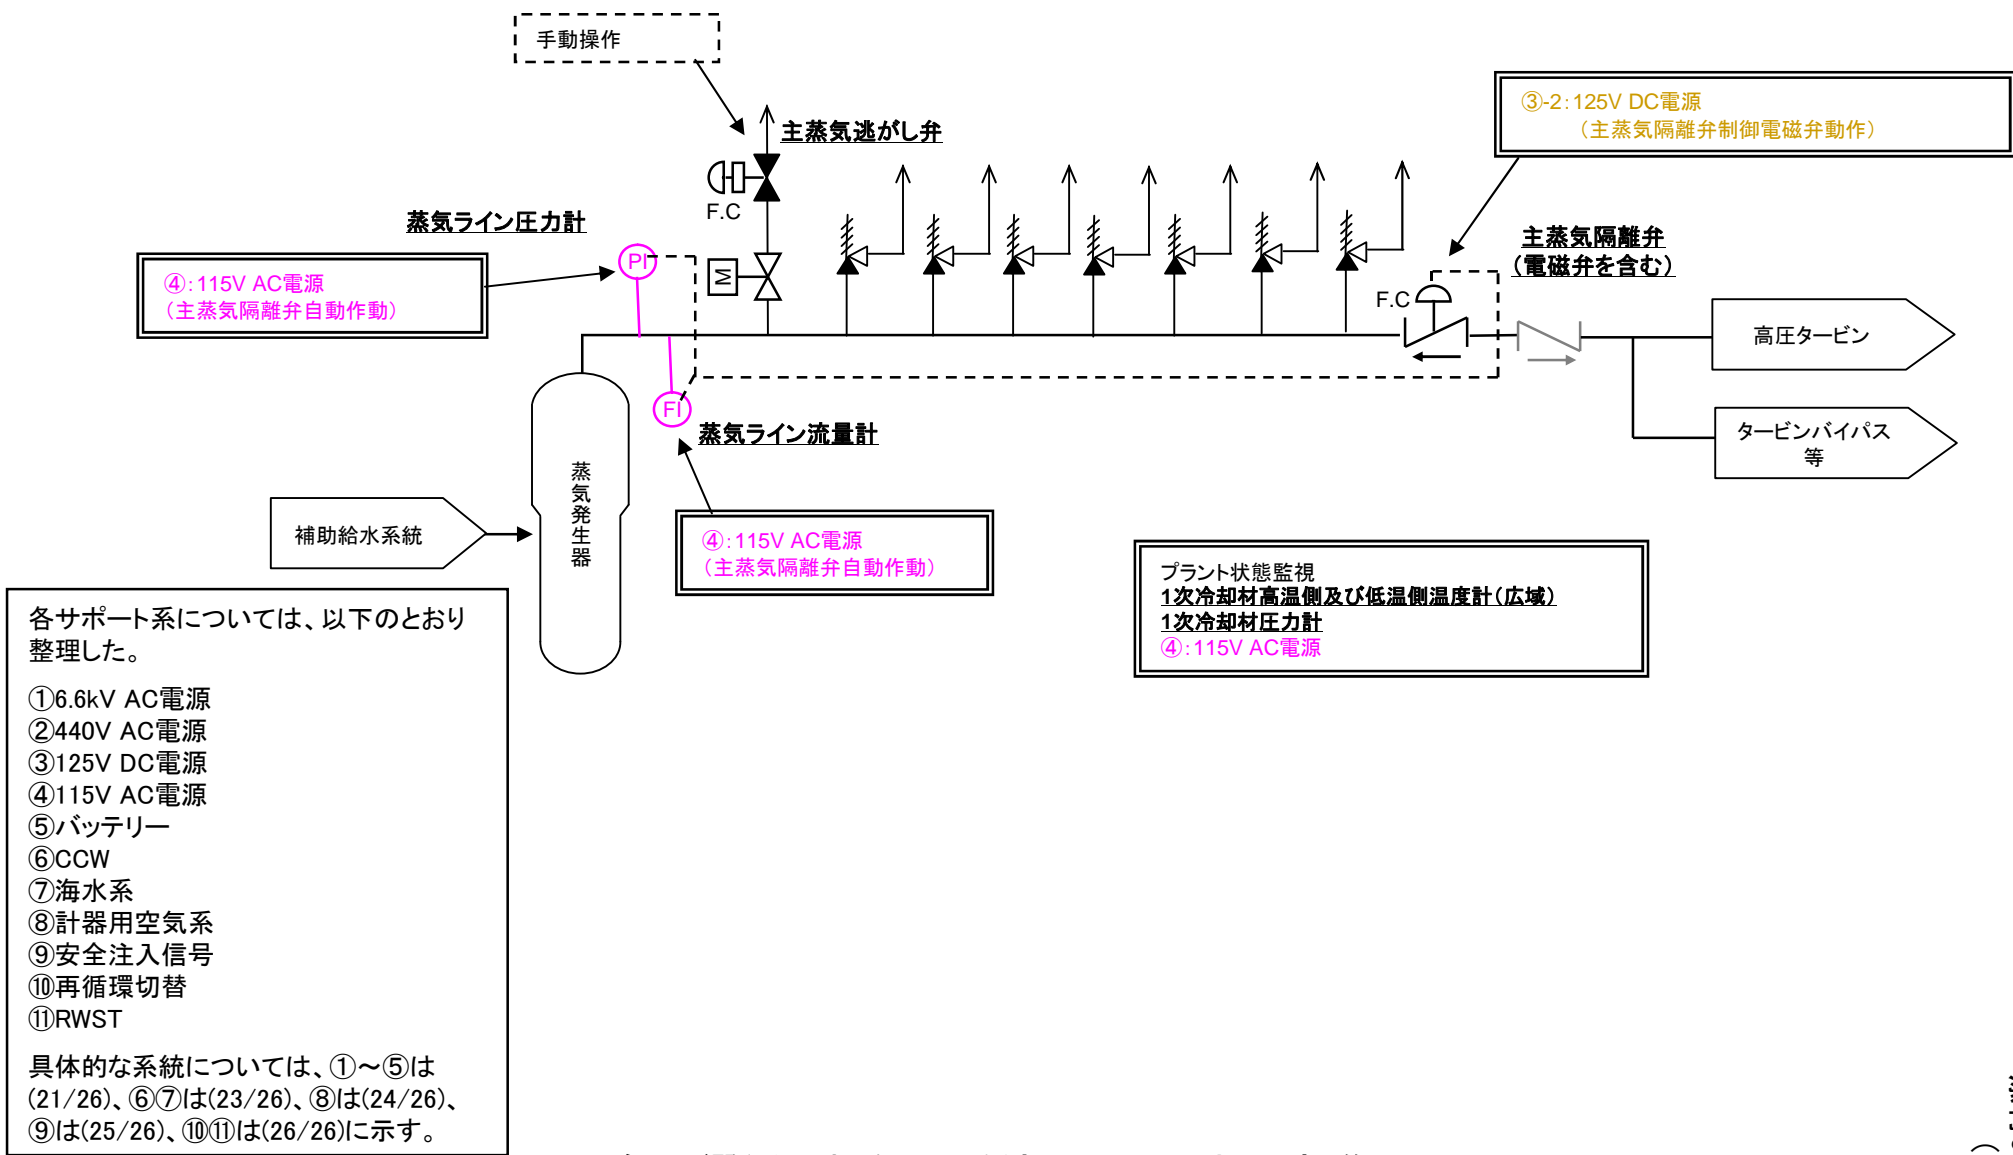 手動操作
③-2：125V DC電源
（主蒸気隔離弁制御電磁弁動作）
主蒸気逃がし弁
F.C
蒸気ライン圧力計
④：115V AC電源
（主蒸気隔離弁自動作動）
PI
M
主蒸気隔離弁
（電磁弁を含む）
F.C
高圧タービン
タービンバイパス
等
FI
蒸気ライン流量計
④：115V AC電源
（主蒸気隔離弁自動作動）
蒸気発生器
補助給水系統
プラント状態監視
1次冷却材高温側及び低温側温度計（広域）
1次冷却材圧力計
④：115V AC電源
各サポート系については、以下のとおり
整理した。
①6.6kV AC電源
②440V AC電源
③125V DC電源
④115V AC電源
⑤バッテリー
⑥CCW
⑦海水系
⑧計器用空気系
⑨安全注入信号
⑩再循環切替
⑪RWST
具体的な系統については、①～⑤は
(21/26)、⑥⑦は(23/26)、⑧は(24/26)、
⑨は(25/26)、⑩⑪は(26/26)に示す。